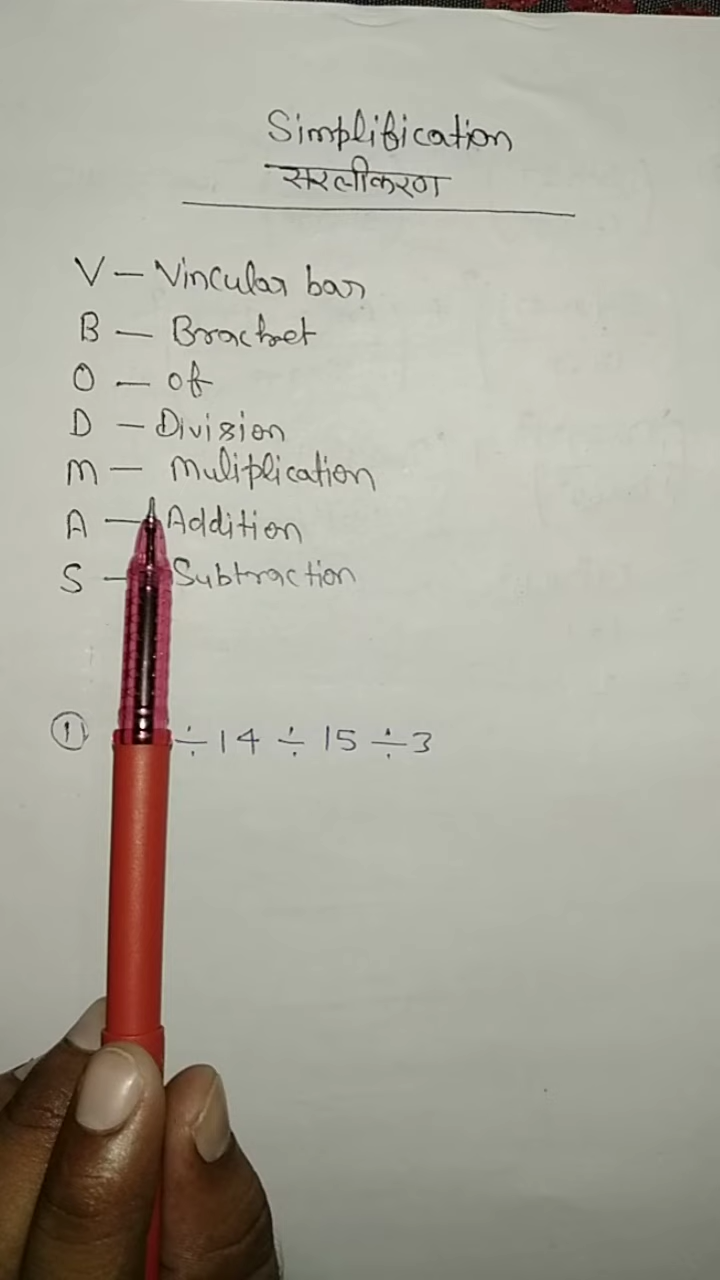 Simplification
सरलीकरण
V — Vincular bar
B — Bracket
O — of
D — Division
M — Muliplication
A — Addition
S — Subtraction
① ÷ 14 ÷ 15 ÷ 3